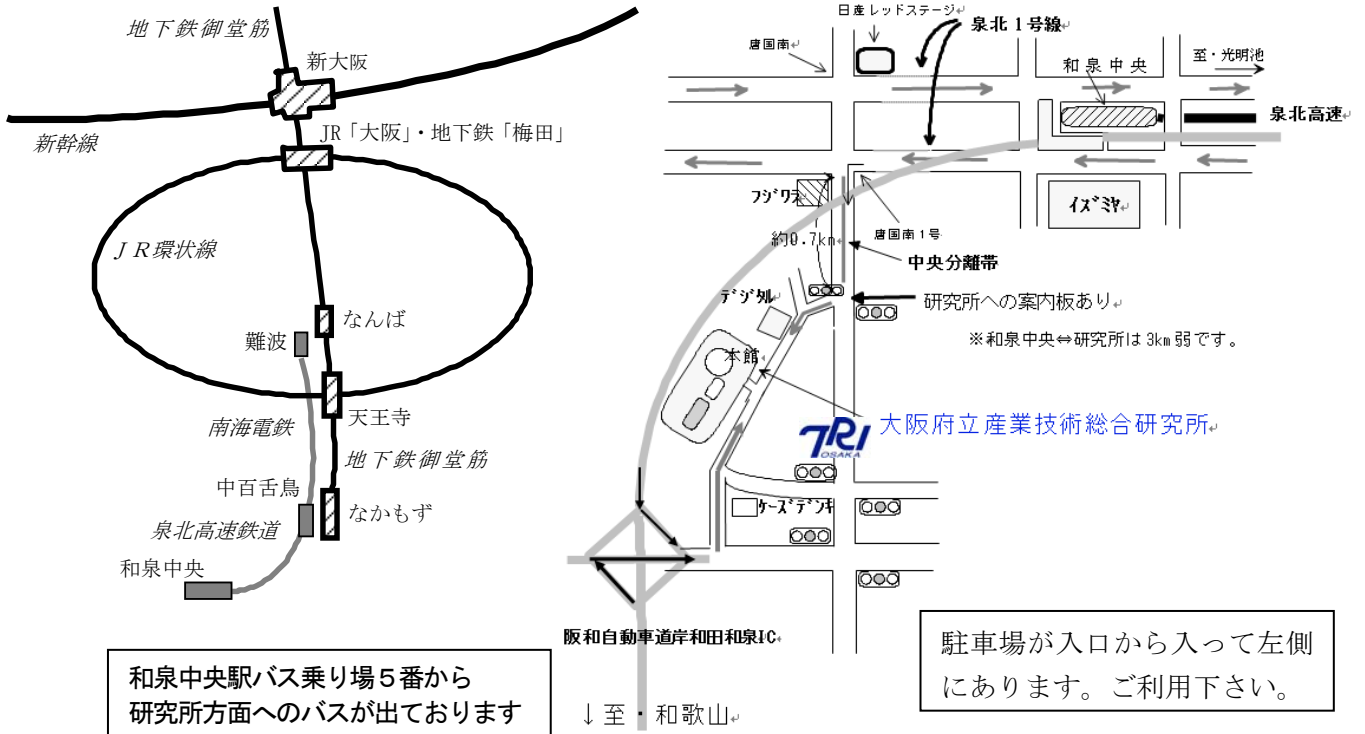 地下鉄御堂筋
新大阪
新幹線
JR「大阪」・地下鉄「梅田」
ＪＲ環状線
なんば
難波
天王寺
南海電鉄
地下鉄御堂筋
中百舌鳥
なかもず
泉北高速鉄道
和泉中央
和泉中央駅バス乗り場５番から
研究所方面へのバスが出ております
日産レッドステージ
泉北１号線
唐国南
和泉中央
至・光明池
泉北高速
フジワラ
イズミヤ
約0.7km
唐国南１号
中央分離帯
デジタル
研究所への案内板あり
※和泉中央⇔研究所は3km弱です。
本館
TRI
OSAKA
大阪府立産業技術総合研究所
ケーズデンキ
阪和自動車道岸和田和泉IC
↓至・和歌山
駐車場が入口から入って左側
にあります。ご利用下さい。